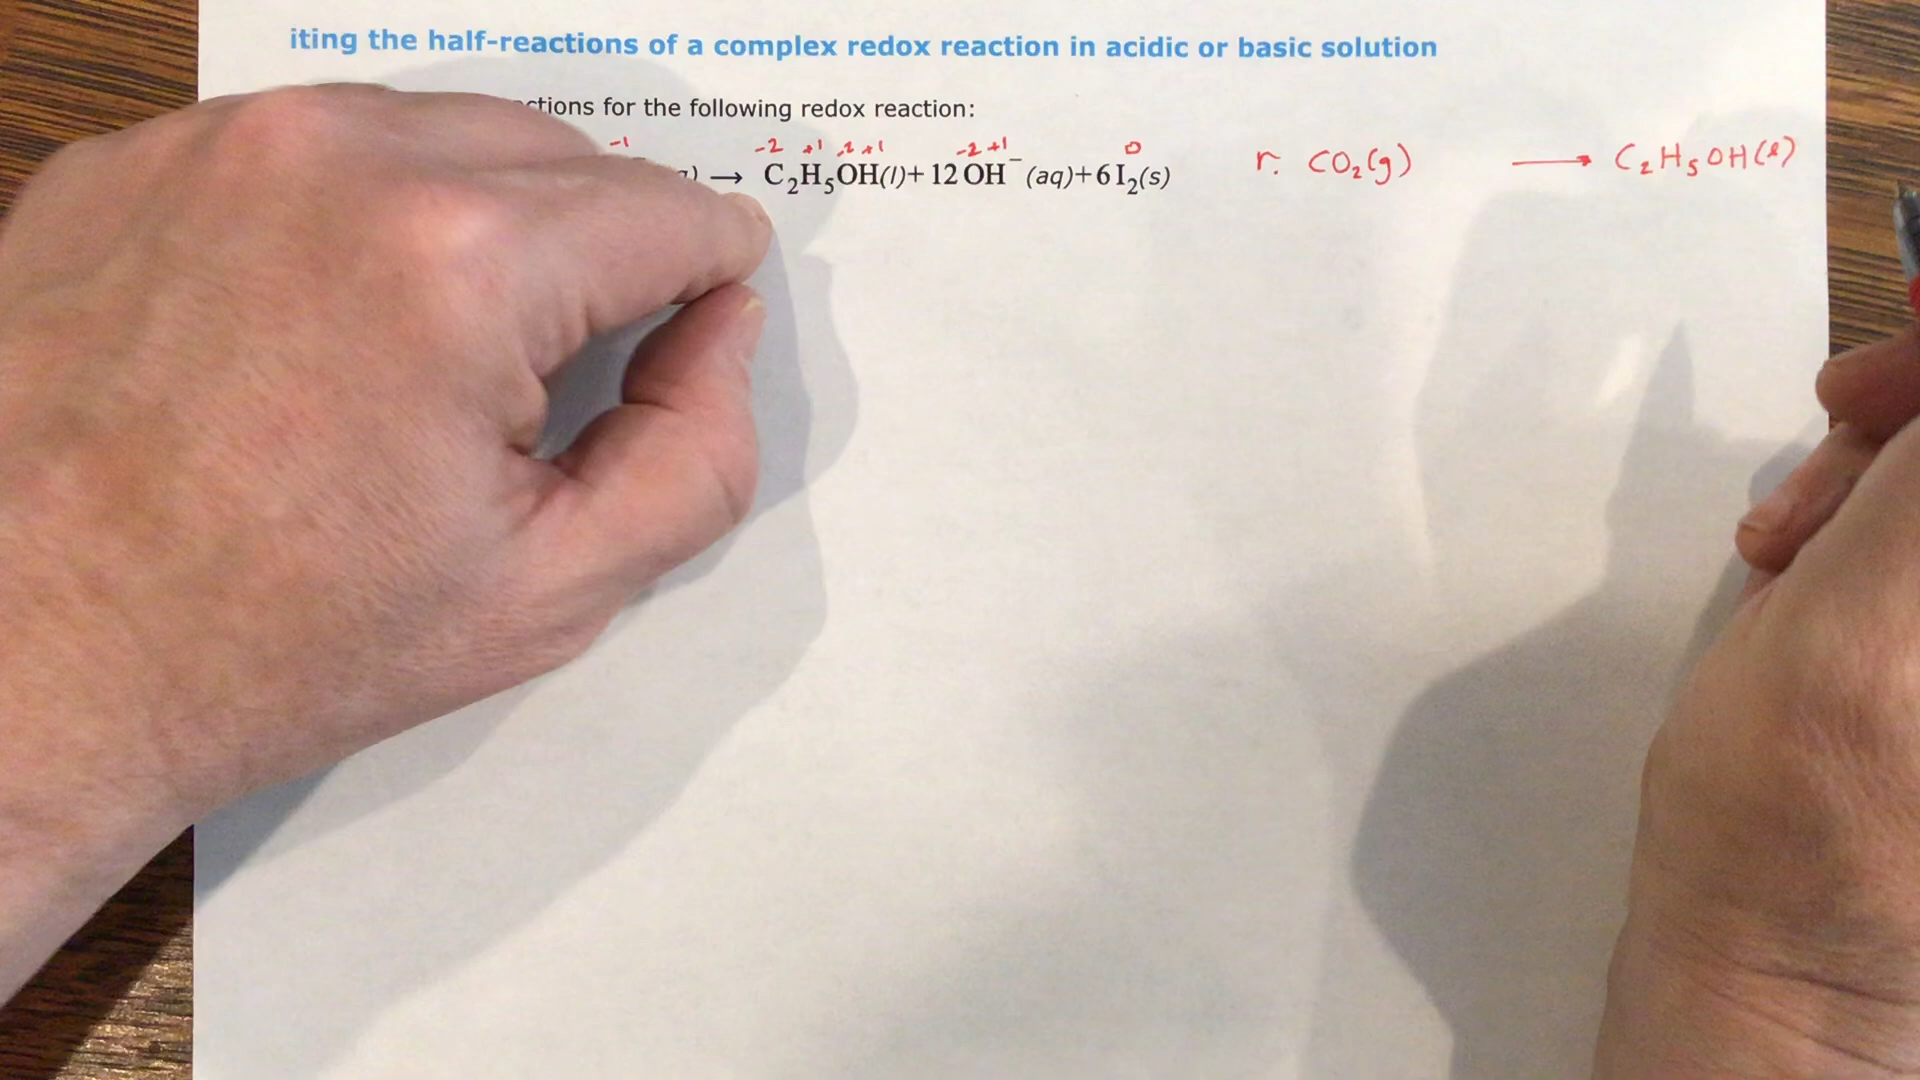 iting the half-reactions of a complex redox reaction in acidic or basic solution
ctions for the following redox reaction:
-1 -2 +1 -2 +1 -2 +1 0
) → C₂H₅OH(l)+ 12 OH⁻ (aq)+6 I₂(s)
r. CO₂(g) → C₂H₅OH(l)